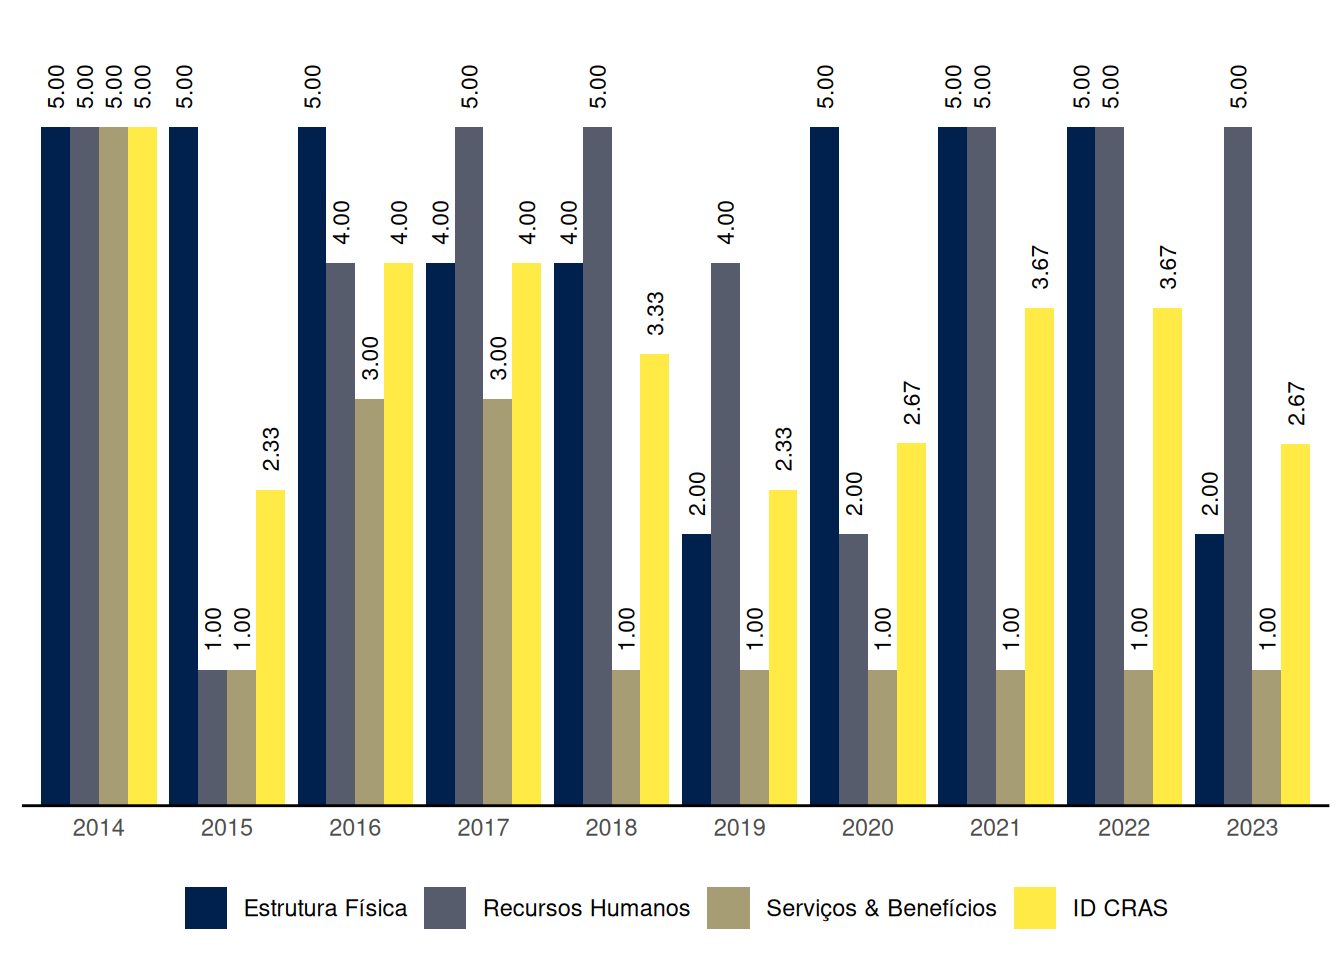 5.00 5.00 5.00 5.00 5.00 5.00 5.00 5.00 5.00 5.00 5.00 5.00 5.00 5.00
4.00 4.00 4.00 4.00 4.00 4.00
3.67 3.67
3.33
3.00 3.00
2.67 2.67
2.33 2.33
2.00 2.00 2.00
1.00 1.00 1.00 1.00 1.00 1.00 1.00 1.00
2014 2015 2016 2017 2018 2019 2020 2021 2022 2023
Estrutura Física Recursos Humanos Serviços & Benefícios ID CRAS